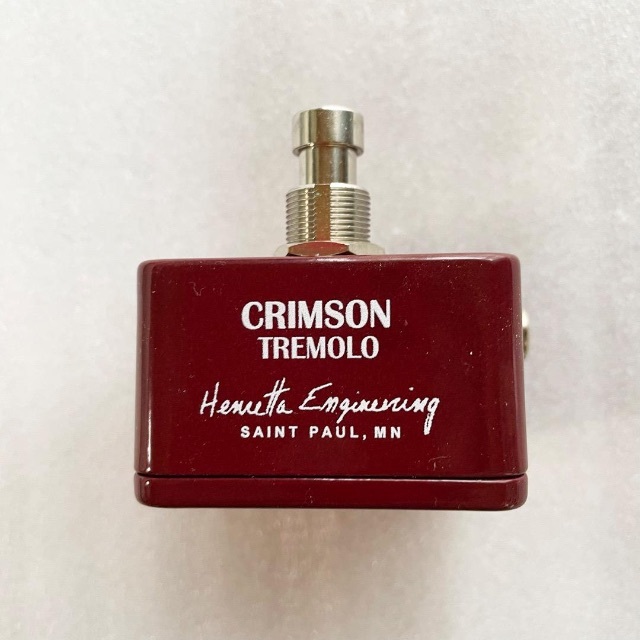 CRIMSON
TREMOLO
Henretta Engineering
SAINT PAUL, MN